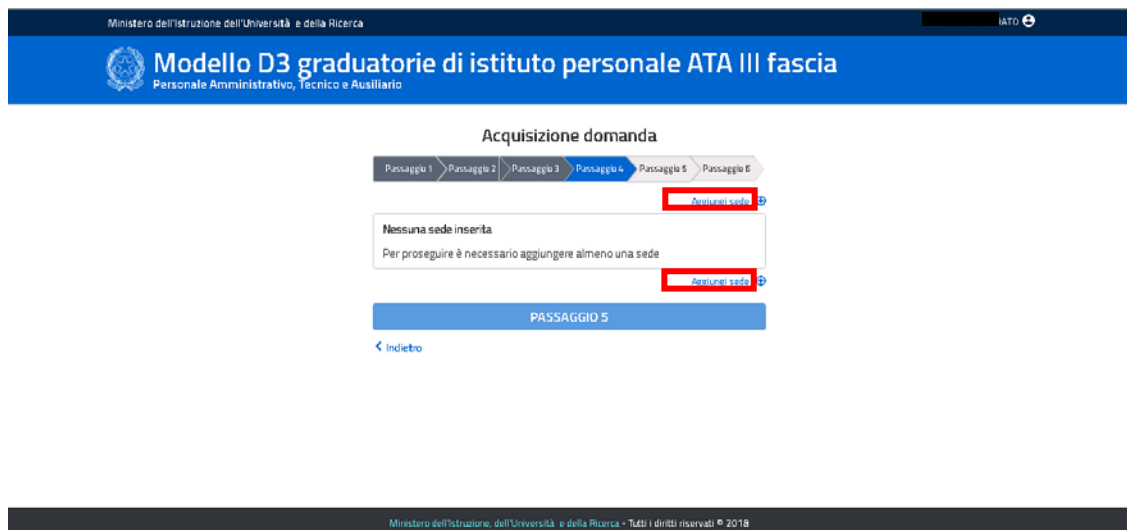 Ministero dell'Istruzione dell'Università e della Ricerca
IATO
Modello D3 graduatorie di istituto personale ATA III fascia
Personale Amministrativo, Tecnico e Ausiliario
Acquisizione domanda
Passaggio 1 Passaggio 2 Passaggio 3 Passaggio 4 Passaggio 5 Passaggio 6
Aggiungi sede
Nessuna sede inserita
Per proseguire è necessario aggiungere almeno una sede
Aggiungi sede
PASSAGGIO 5
Indietro
Ministero dell'Istruzione, dell'Università e della Ricerca - Tutti i diritti riservati © 2018